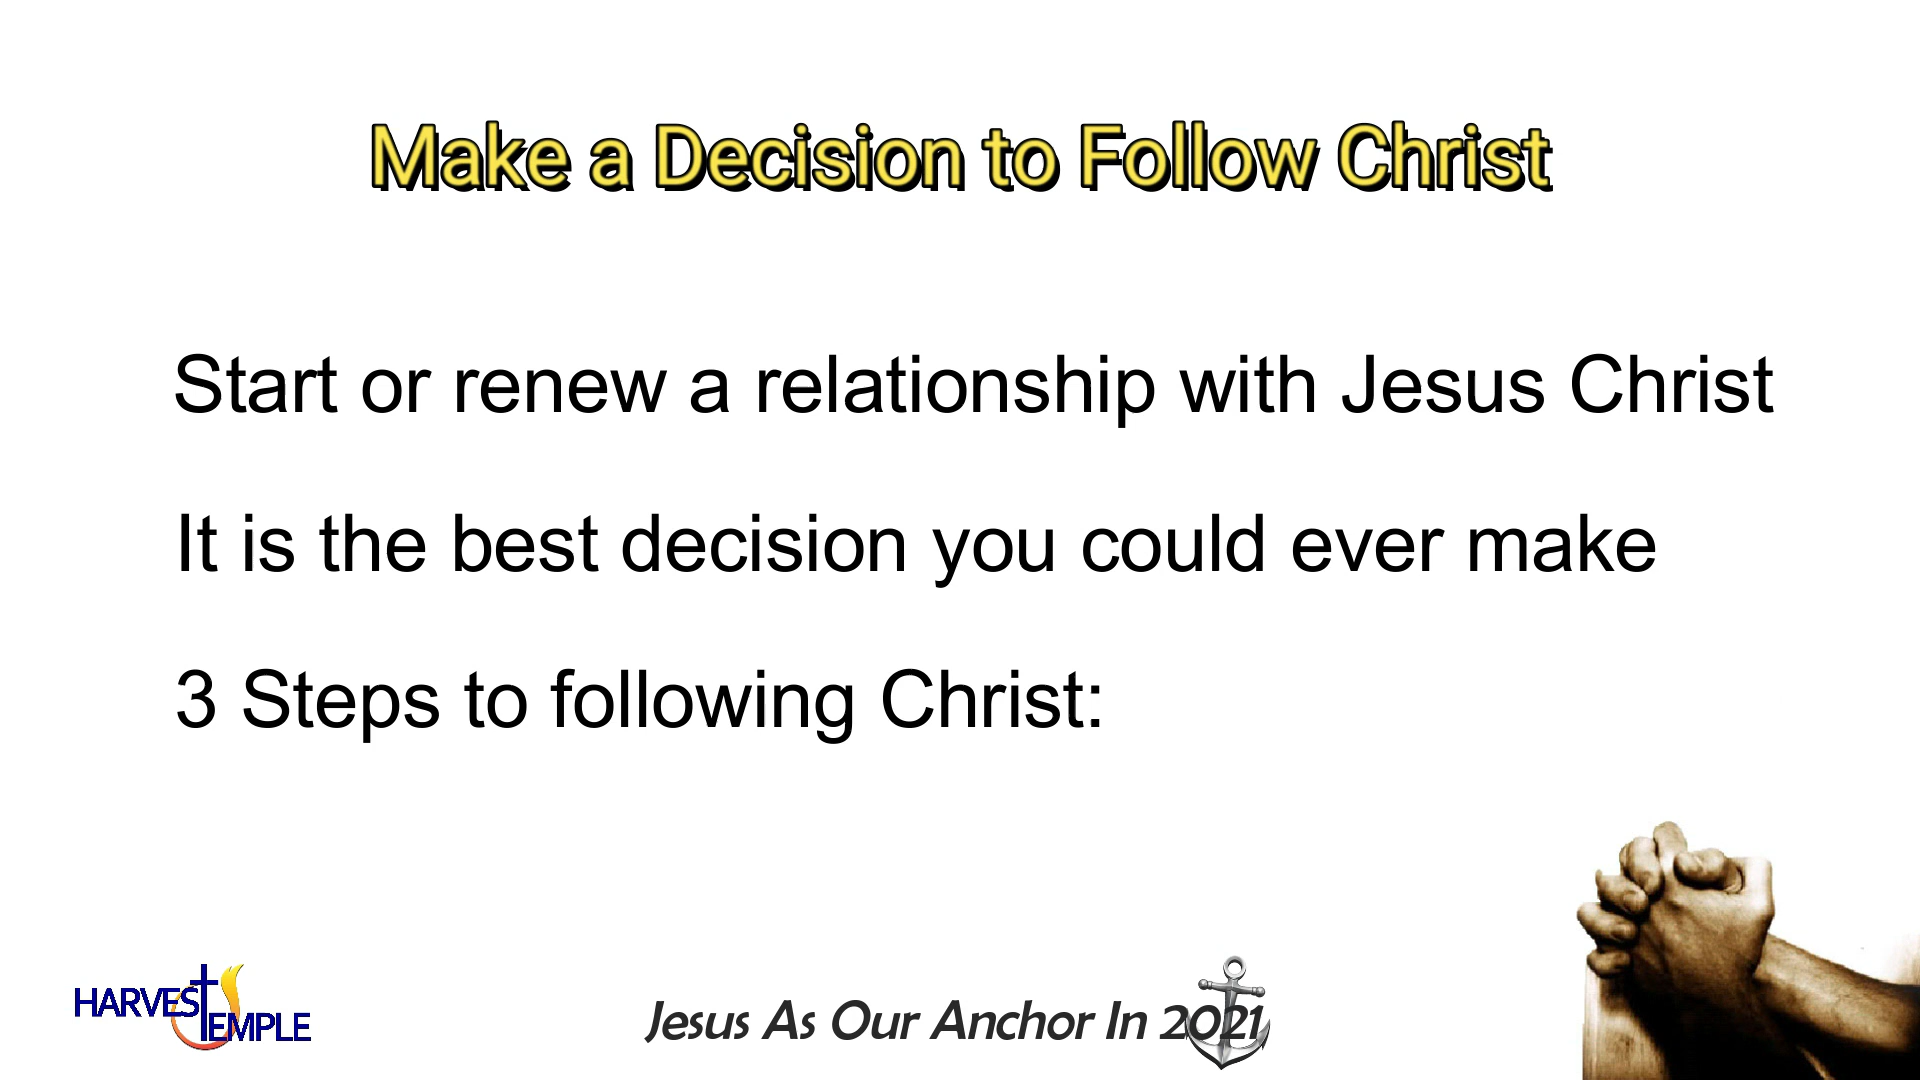 Make a Decision to Follow Christ
Start or renew a relationship with Jesus Christ
It is the best decision you could ever make
3 Steps to following Christ:
HARVEST
TEMPLE
Jesus As Our Anchor In 2021